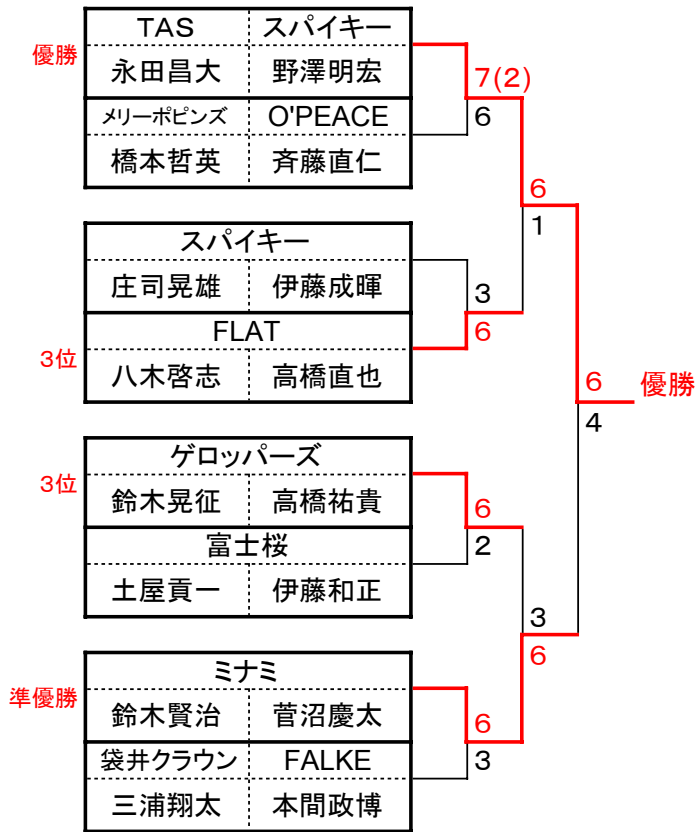 TAS スパイキー
優勝
永田昌大 野澤明宏
7(2)
メリーポピンズ O'PEACE
6
橋本哲英 斉藤直仁
6
1
スパイキー
庄司晃雄 伊藤成暉
3
FLAT
6
3位
八木啓志 高橋直也
6 優勝
4
ゲロッパーズ
3位
鈴木晃征 高橋祐貴
6
富士桜
2
土屋貢一 伊藤和正
3
6
ミナミ
準優勝
鈴木賢治 菅沼慶太
6
袋井クラウン FALKE
3
三浦翔太 本間政博